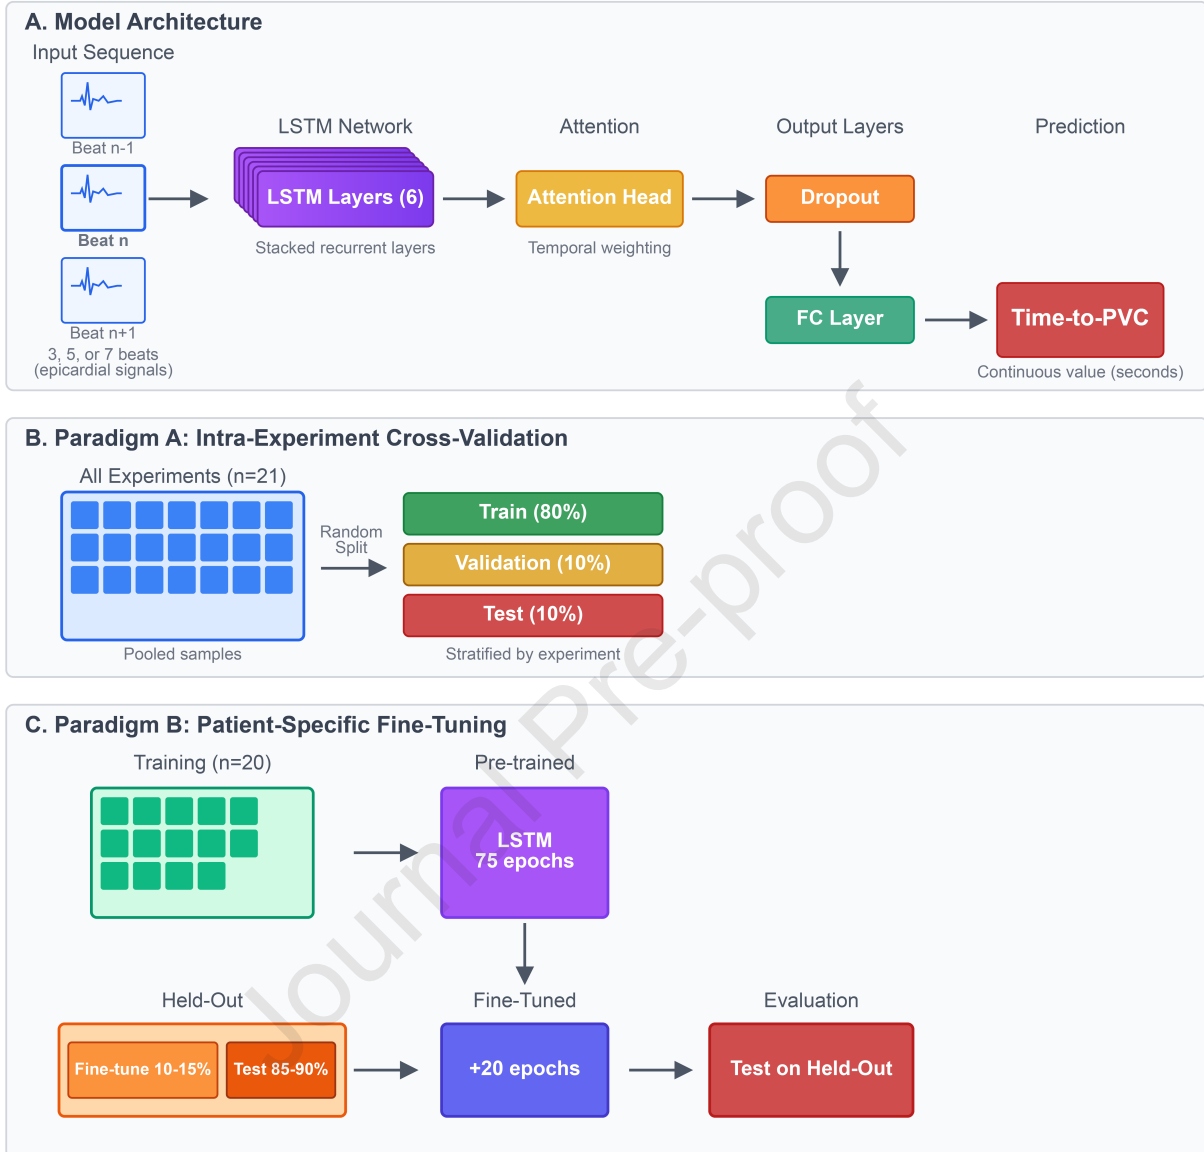 A. Model Architecture
Input Sequence
Beat n-1
Beat n
Beat n+1
3, 5, or 7 beats
(epicardial signals)
LSTM Network
LSTM Layers (6)
Stacked recurrent layers
Attention
Attention Head
Temporal weighting
Output Layers
Dropout
FC Layer
Prediction
Time-to-PVC
Continuous value (seconds)
B. Paradigm A: Intra-Experiment Cross-Validation
All Experiments (n=21)
Pooled samples
Random
Split
Train (80%)
Validation (10%)
Test (10%)
Stratified by experiment
C. Paradigm B: Patient-Specific Fine-Tuning
Training (n=20)
Pre-trained
LSTM
75 epochs
Held-Out
Fine-tune 10-15%
Test 85-90%
Fine-Tuned
+20 epochs
Evaluation
Test on Held-Out
Journal Pre-proof